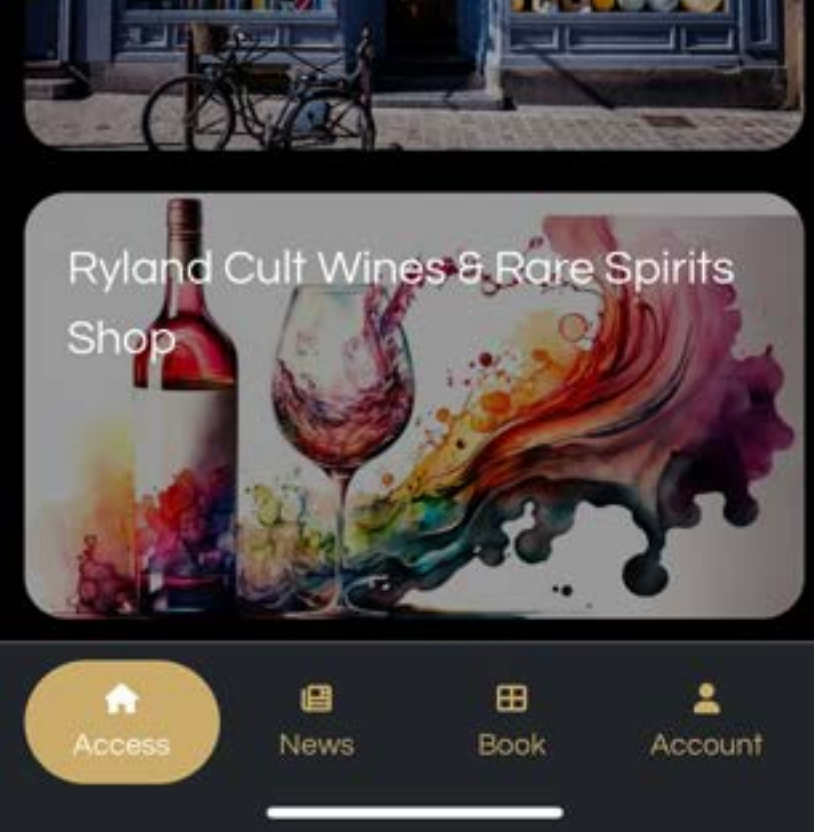 Ryland Cult Wines & Rare Spirits
Shop
Access
News
Book
Account